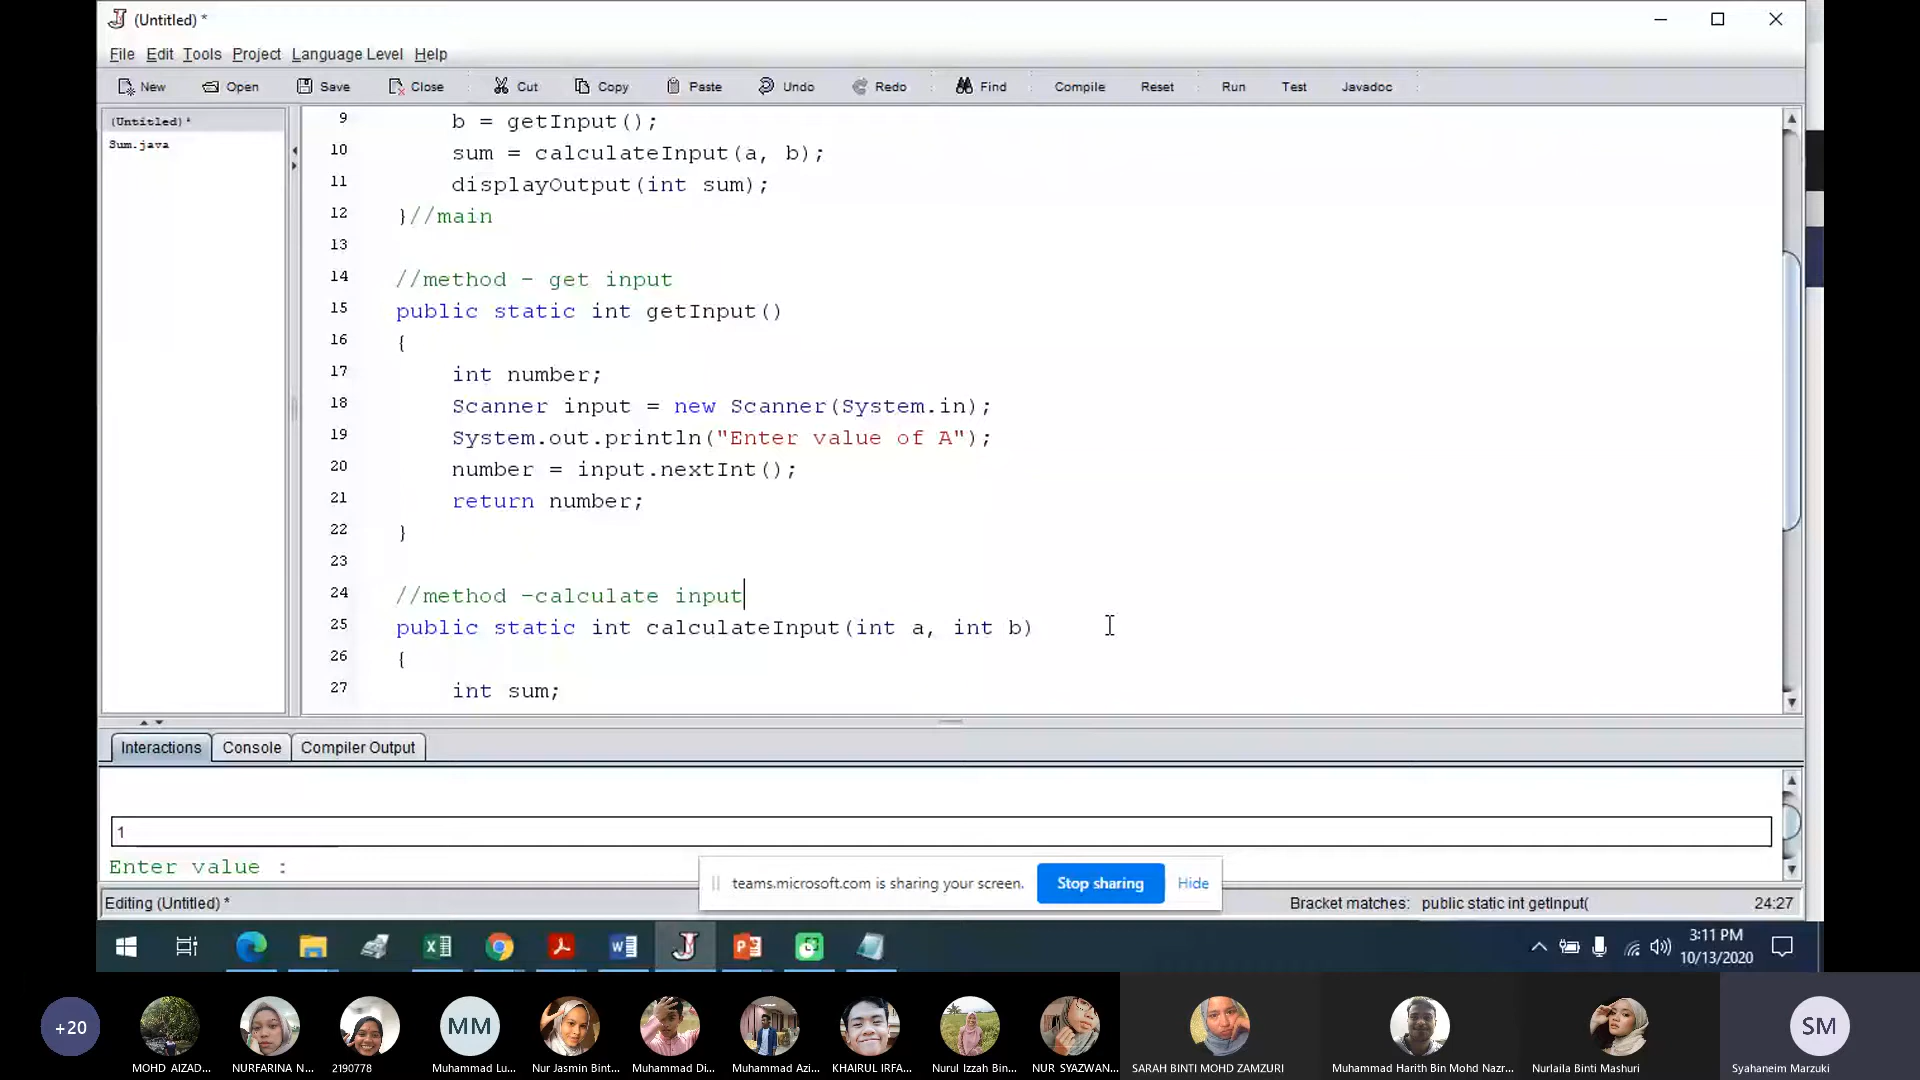 (Untitled) *
File Edit Tools Project Language Level Help
New Open Save Close Cut Copy Paste Undo Redo Find Compile Reset Run Test Javadoc
(Untitled)*
Sum.java
9 b = getInput();
10 sum = calculateInput(a, b);
11 displayOutput(int sum);
12 }//main
13
14 //method - get input
15 public static int getInput()
16 {
17 int number;
18 Scanner input = new Scanner(System.in);
19 System.out.println("Enter value of A");
20 number = input.nextInt();
21 return number;
22 }
23
24 //method -calculate input
25 public static int calculateInput(int a, int b)
26 {
27 int sum;
Interactions Console Compiler Output
1
Enter value :
teams.microsoft.com is sharing your screen. Stop sharing Hide
Editing (Untitled) * Bracket matches: public static int getInput( 24:27
3:11 PM
10/13/2020
+20 MM SM
MOHD AIZAD... NURFARINA N... 2190778 Muhammad Lu... Nur Jasmin Bint... Muhammad Di... Muhammad Azi... KHAIRUL IRFA... Nurul Izzah Bin... NUR SYAZWAN... SARAH BINTI MOHD ZAMZURI Muhammad Harith Bin Mohd Nazr... Nurlaila Binti Mashuri Syahaneim Marzuki